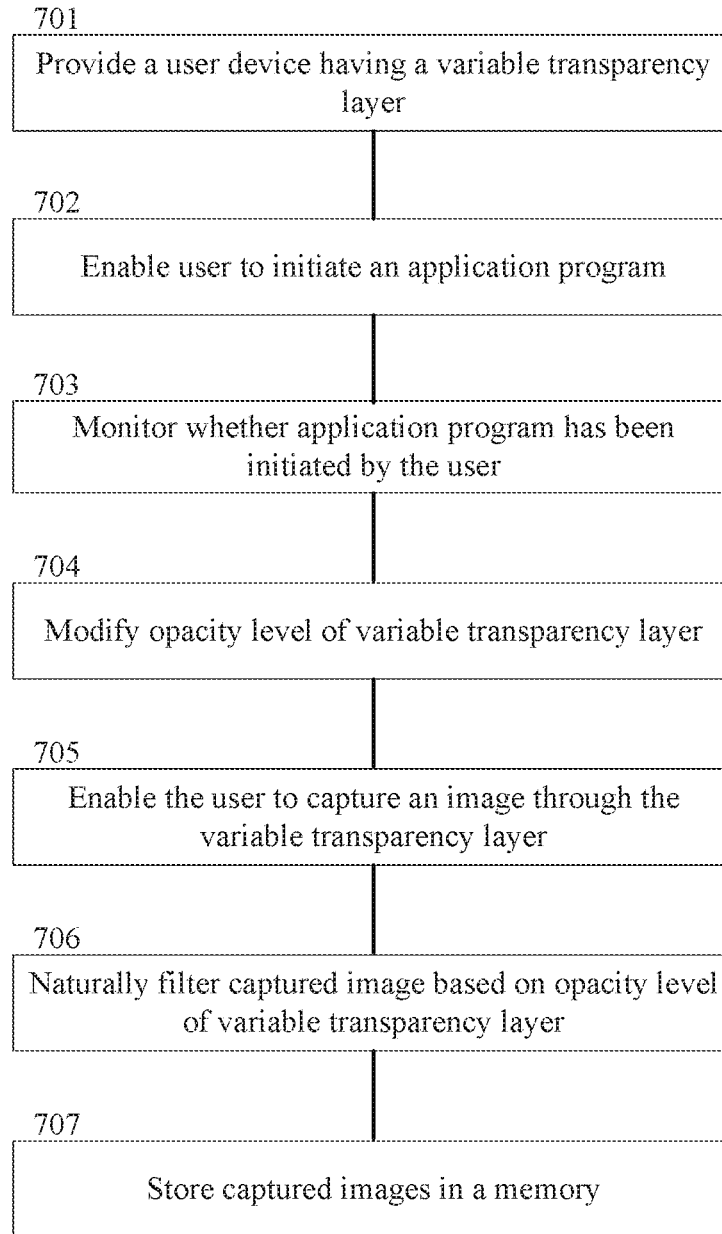 701
Provide a user device having a variable transparency
layer
702
Enable user to initiate an application program
703
Monitor whether application program has been
initiated by the user
704
Modify opacity level of variable transparency layer
705
Enable the user to capture an image through the
variable transparency layer
706
Naturally filter captured image based on opacity level
of variable transparency layer
707
Store captured images in a memory